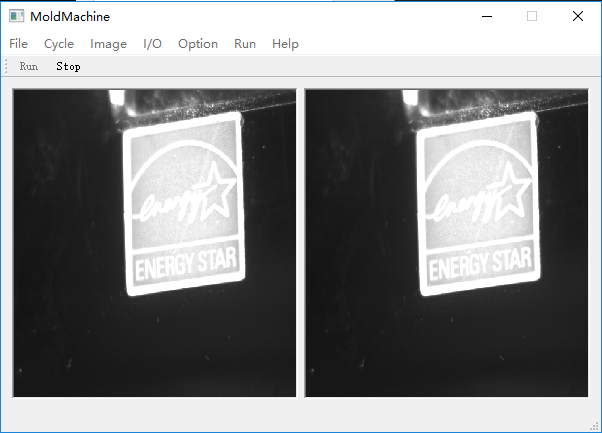 MoldMachine
File Cycle Image I/O Option Run Help
Run Stop
energy
ENERGY STAR
energy
ENERGY STAR